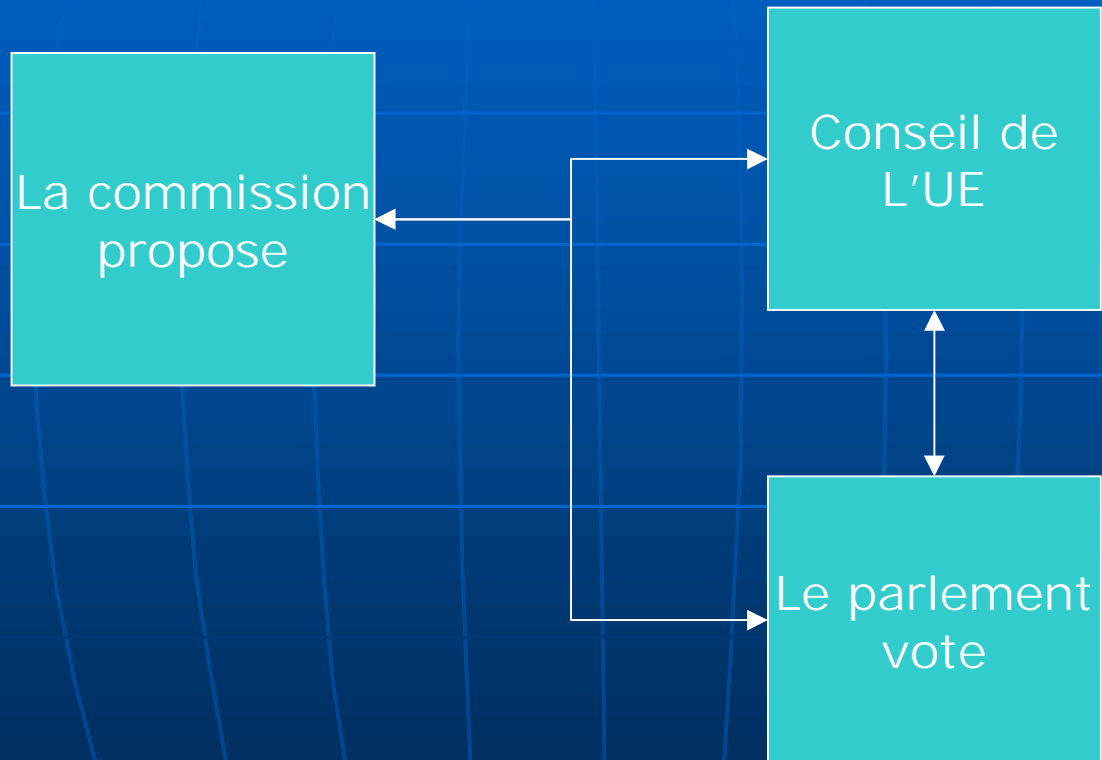 La commission
propose
Conseil de
L'UE
Le parlement
vote